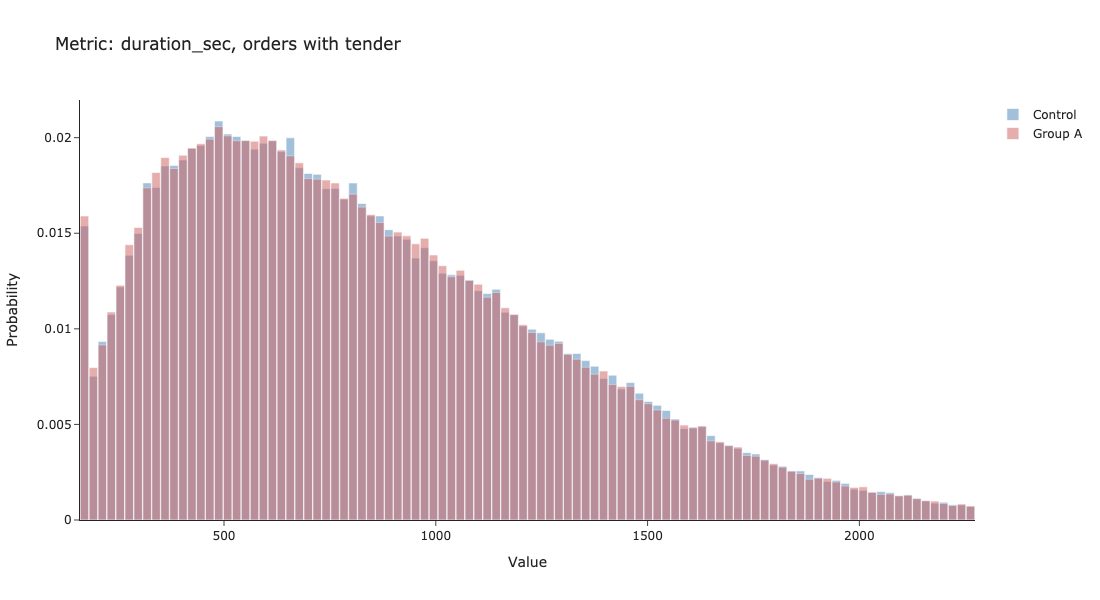 Metric: duration_sec, orders with tender
Control
Group A
0.02
0.015
0.01
0.005
0
500
1000
1500
2000
Probability
Value